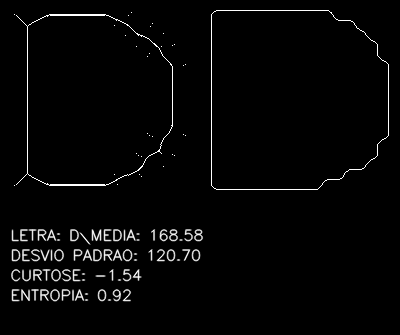 LETRA: D\MEDIA: 168.58
DESVIO PADRAO: 120.70
CURTOSE: -1.54
ENTROPIA: 0.92